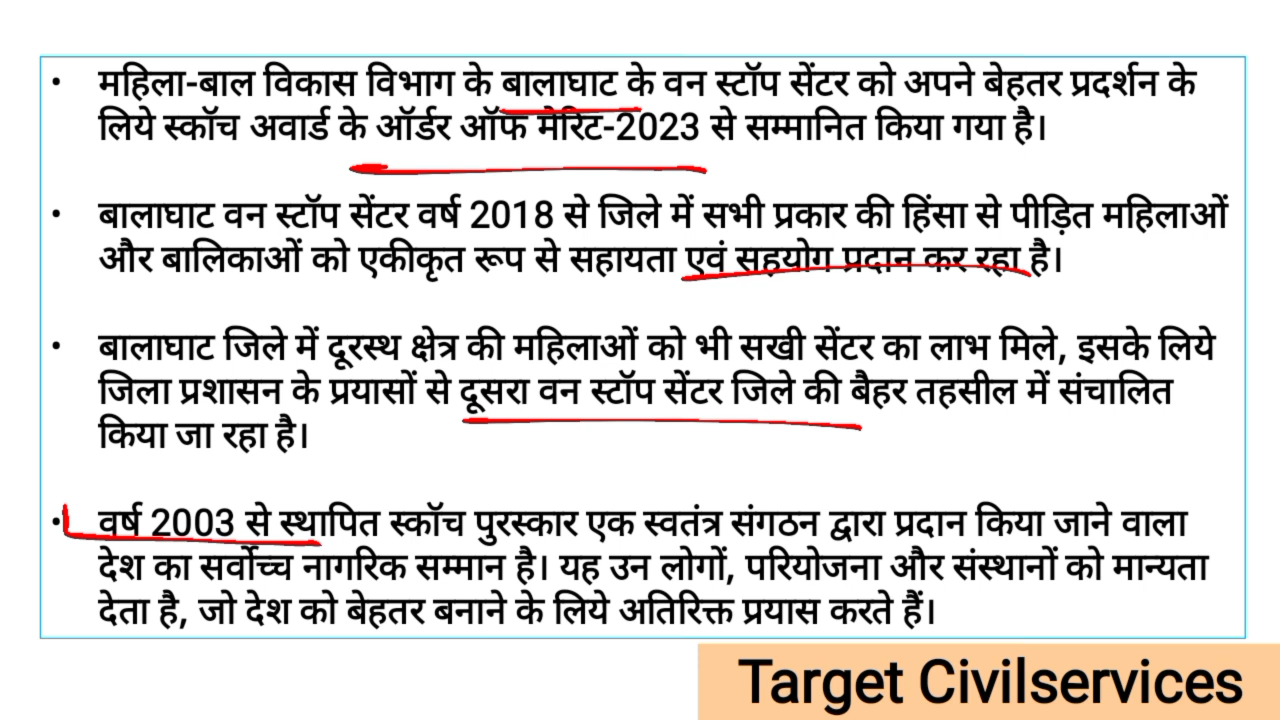 • महिला-बाल विकास विभाग के बालाघाट के वन स्टॉप सेंटर को अपने बेहतर प्रदर्शन के
लिये स्कॉच अवार्ड के ऑर्डर ऑफ मेरिट-2023 से सम्मानित किया गया है।
• बालाघाट वन स्टॉप सेंटर वर्ष 2018 से जिले में सभी प्रकार की हिंसा से पीड़ित महिलाओं
और बालिकाओं को एकीकृत रूप से सहायता एवं सहयोग प्रदान कर रहा है।
• बालाघाट जिले में दूरस्थ क्षेत्र की महिलाओं को भी सखी सेंटर का लाभ मिले, इसके लिये
जिला प्रशासन के प्रयासों से दूसरा वन स्टॉप सेंटर जिले की बैहर तहसील में संचालित
किया जा रहा है।
• वर्ष 2003 से स्थापित स्कॉच पुरस्कार एक स्वतंत्र संगठन द्वारा प्रदान किया जाने वाला
देश का सर्वोच्च नागरिक सम्मान है। यह उन लोगों, परियोजना और संस्थानों को मान्यता
देता है, जो देश को बेहतर बनाने के लिये अतिरिक्त प्रयास करते हैं।
Target Civilservices